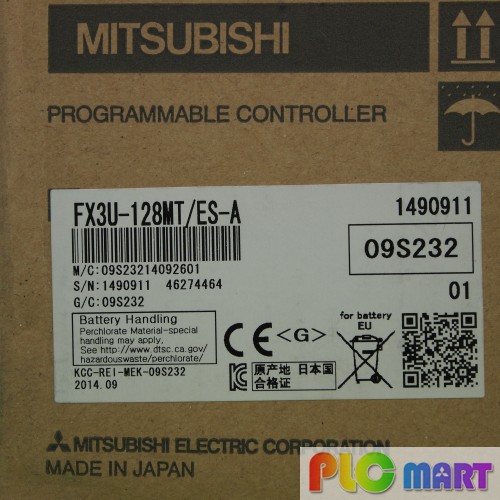 MITSUBISHI
PROGRAMMABLE CONTROLLER
FX3U-128MT/ES-A
1490911
09S232
M/C:09S23214092601
S/N:1490911 46274464
G/C:09S232
01
Battery Handling
Perchlorate Material-special
handling may apply.
See http://www.dtsc.ca.gov/
hazardouswaste/perchlorate/
CE <G>
for battery
EU
KCC-REI-MEK-09S232
2014.09
原产地 日本国
合格证
MITSUBISHI ELECTRIC CORPORATION
MADE IN JAPAN
PLC mART